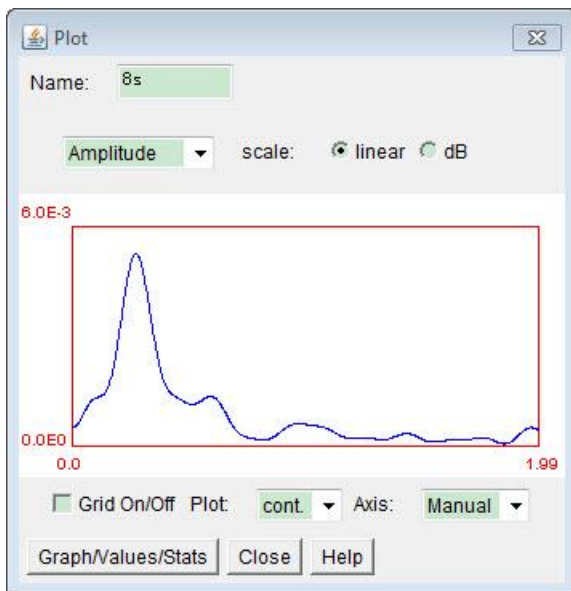 Plot
Name: 8s
Amplitude scale: linear dB
6.0E-3
0.0E0
0.0 1.99
Grid On/Off Plot: cont. Axis: Manual
Graph/Values/Stats Close Help